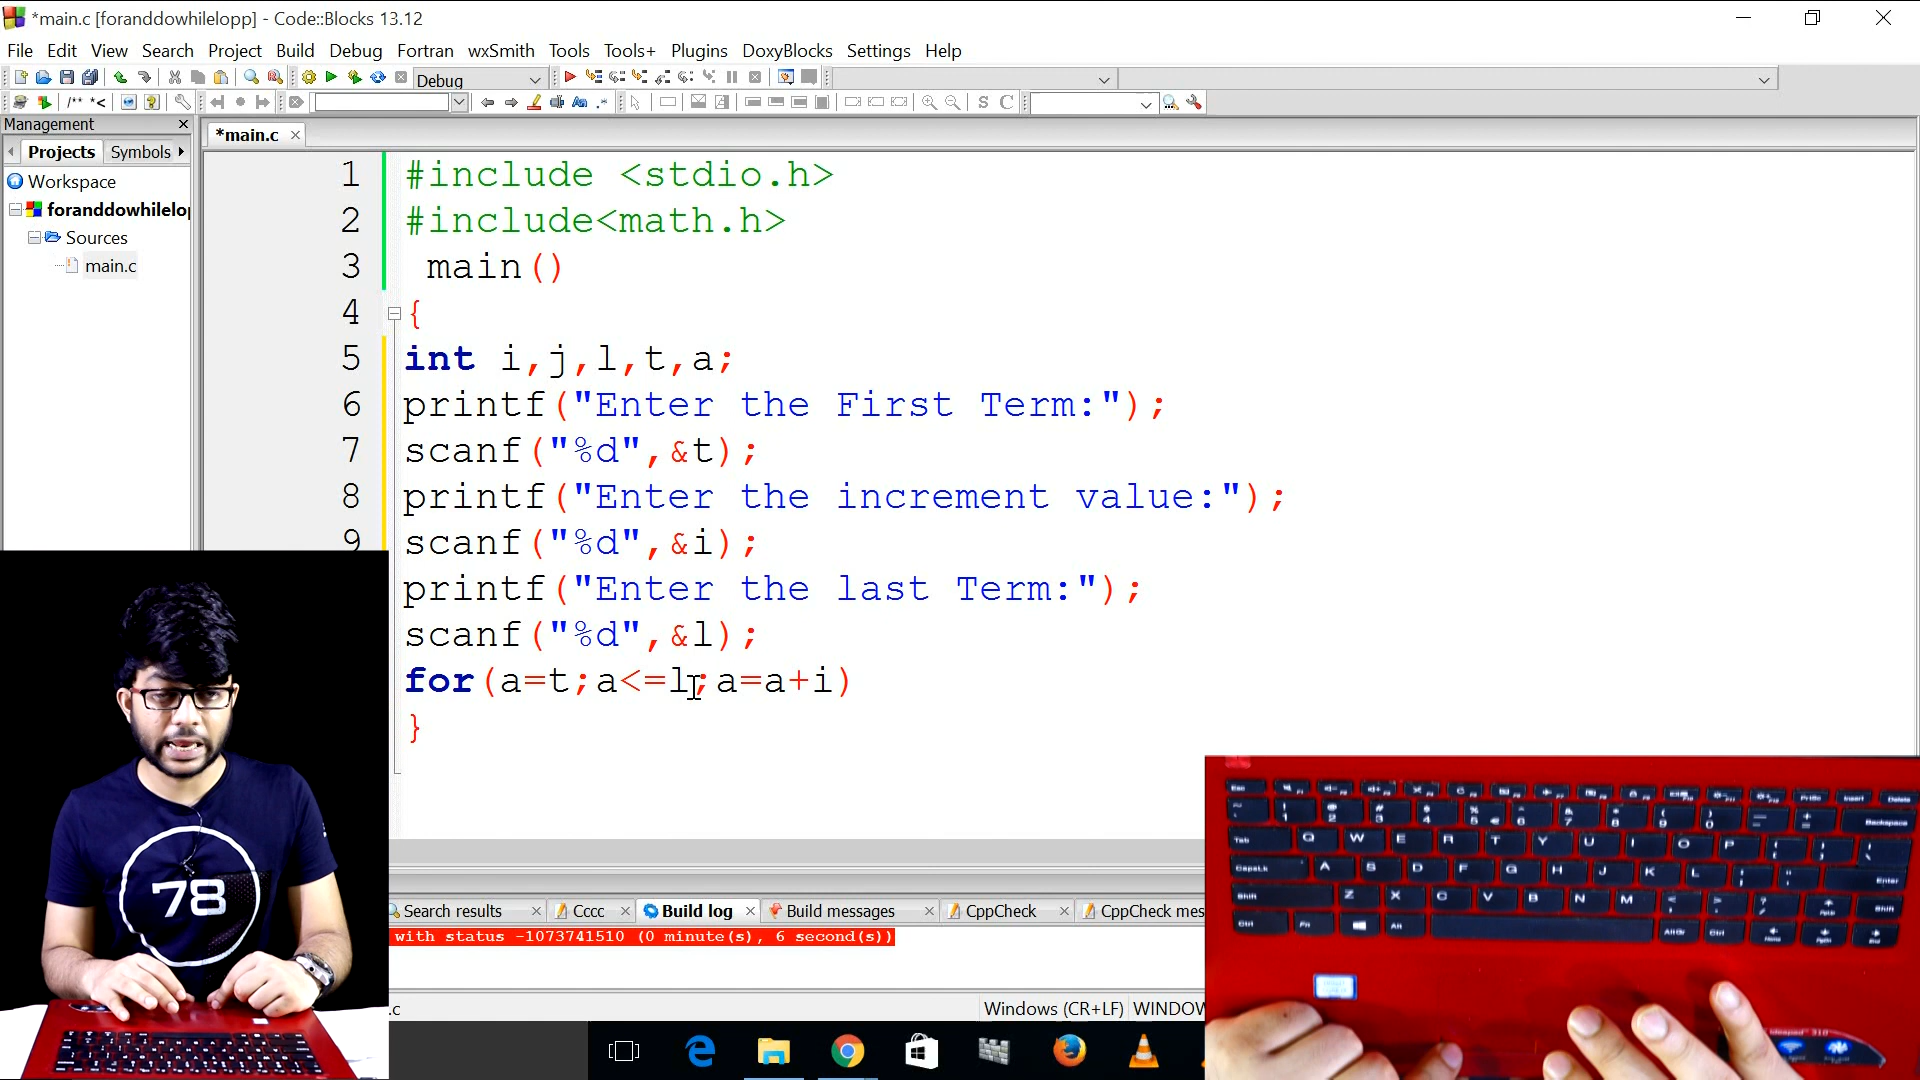 *main.c [foranddowhilelopp] - Code::Blocks 13.12
File Edit View Search Project Build Debug Fortran wxSmith Tools Tools+ Plugins DoxyBlocks Settings Help
Debug
/** *<
S C
Management
*main.c
Projects Symbols
Workspace
foranddowhilelo
Sources
main.c
1 #include <stdio.h>
2 #include<math.h>
3 main()
4 {
5 int i,j,l,t,a;
6 printf("Enter the First Term:");
7 scanf("%d",&t);
8 printf("Enter the increment value:");
9 scanf("%d",&i);
printf("Enter the last Term:");
scanf("%d",&l);
for(a=t;a<=l;a=a+i)
}
78
Search results Cccc Build log Build messages CppCheck CppCheck mes
with status -1073741510 (0 minute(s), 6 second(s))
.c Windows (CR+LF) WINDOW
Q W E R T Y U I O P
A S D F G H J K L
Z X C V B N M